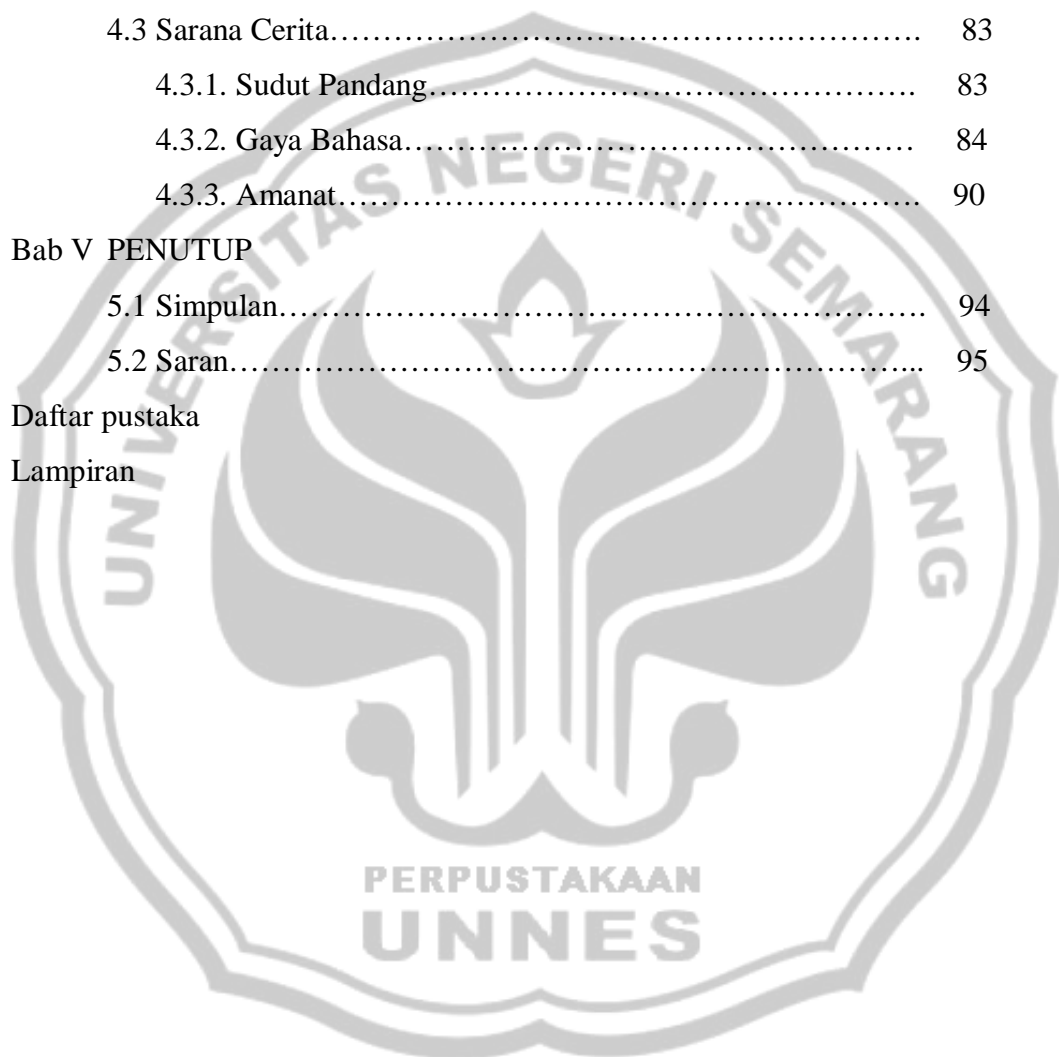 4.3 Sarana Cerita…………………………………….…………. 83
4.3.1. Sudut Pandang………………………………………. 83
4.3.2. Gaya Bahasa………………………………………… 84
4.3.3. Amanat………………………………………………. 90
Bab V PENUTUP
5.1 Simpulan……………………………………………………. 94
5.2 Saran………………………………………………………... 95
Daftar pustaka
Lampiran
UNIVERSITAS NEGERI SEMARANG
PERPUSTAKAAN
UNNES